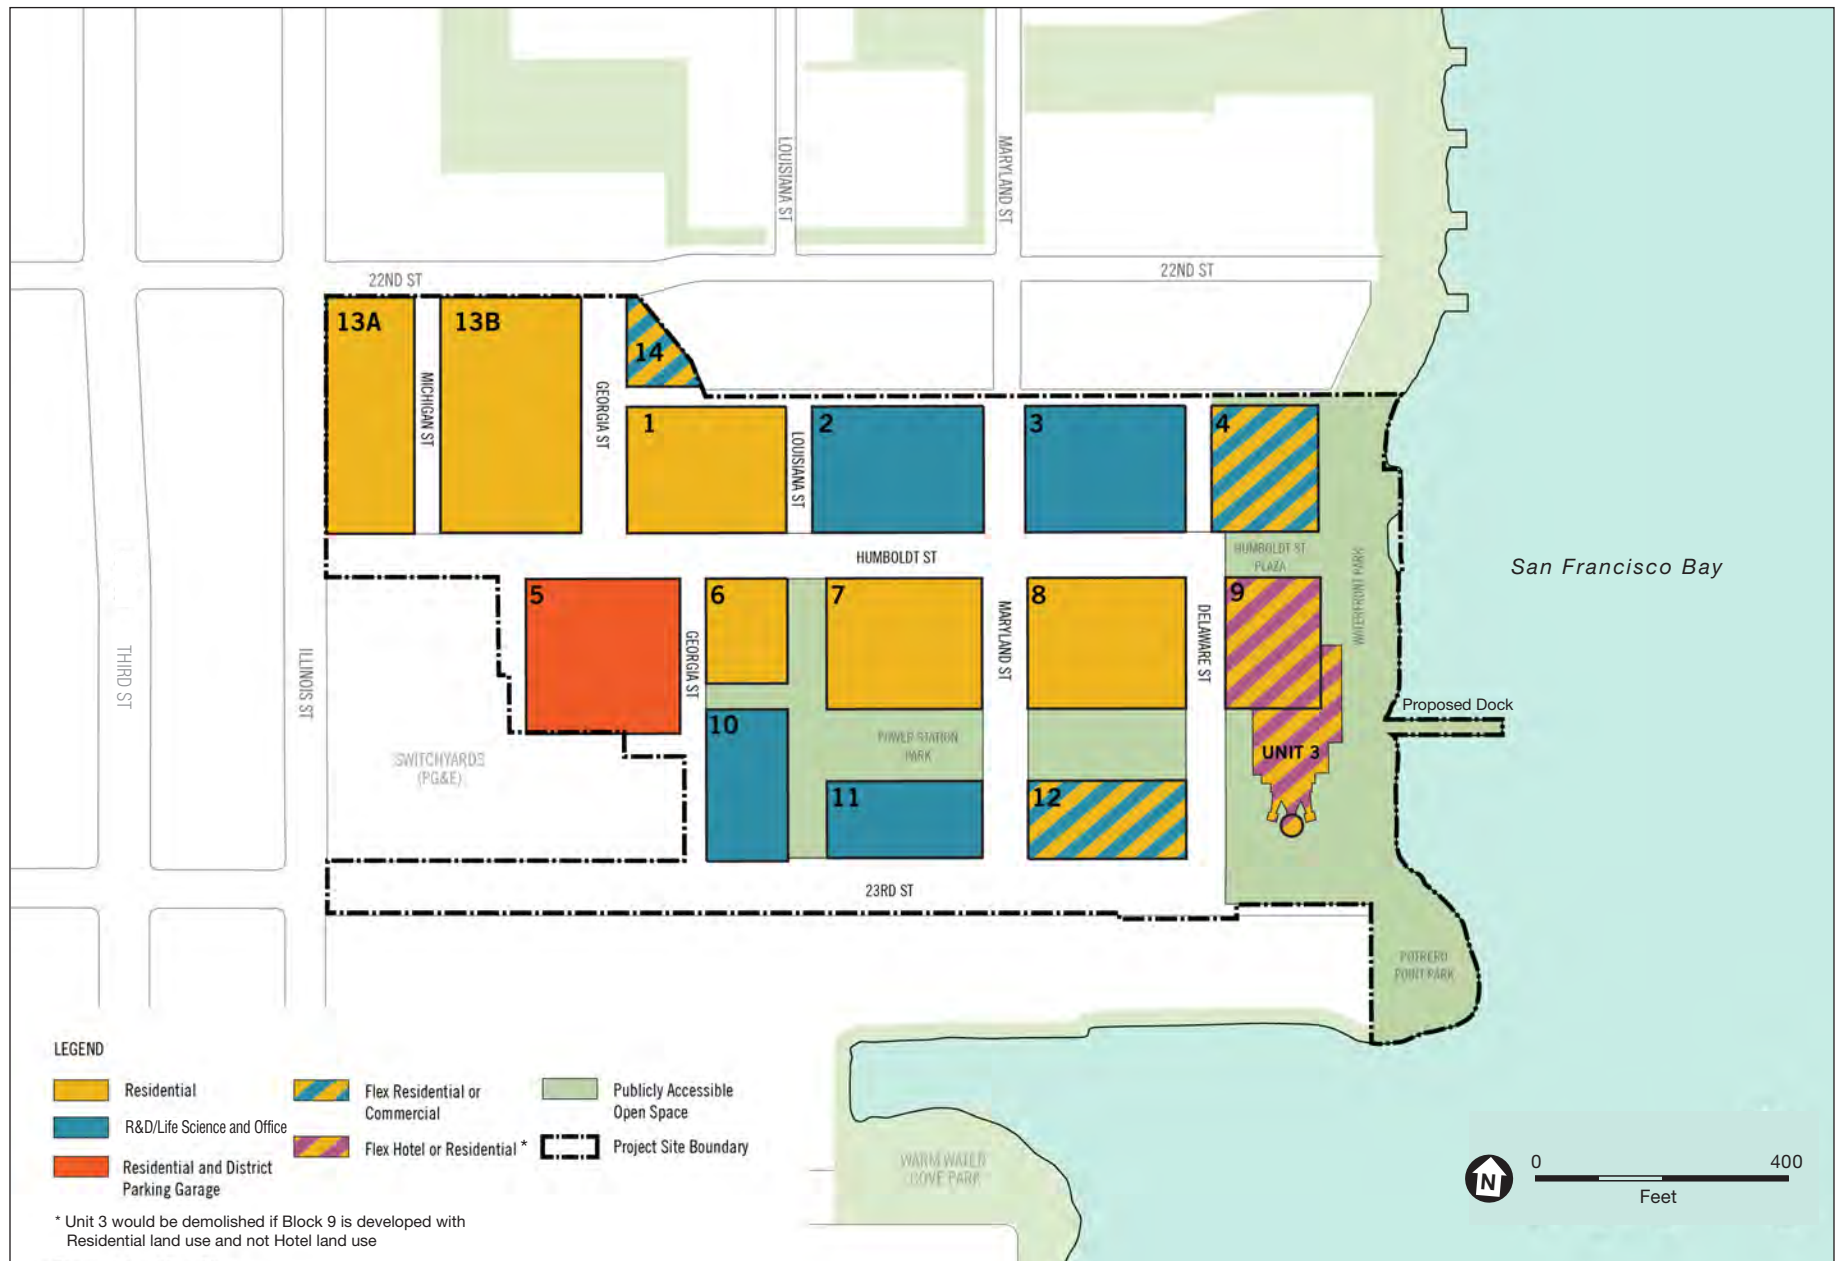 LOUISIANA ST
MARYLAND ST
22ND ST
22ND ST
13A
13B
14
MICHIGAN ST
GEORGIA ST
1
LOUISIANA ST
2
3
4
HUMBOLDT ST
HUMBOLDT ST
PLAZA
WATERFRONT PARK
San Francisco Bay
THIRD ST
ILLINOIS ST
5
GEORGIA ST
6
7
MARYLAND ST
8
DELAWARE ST
9
Proposed Dock
SWITCHYARDS
(PG&E)
10
POWER STATION
PARK
UNIT 3
11
12
23RD ST
POTRERO
POINT PARK
LEGEND
Residential
R&D/Life Science and Office
Residential and District
Parking Garage
Flex Residential or
Commercial
Flex Hotel or Residential *
Publicly Accessible
Open Space
Project Site Boundary
* Unit 3 would be demolished if Block 9 is developed with
Residential land use and not Hotel land use
WARM WATER
COVE PARK
N
0
400
Feet